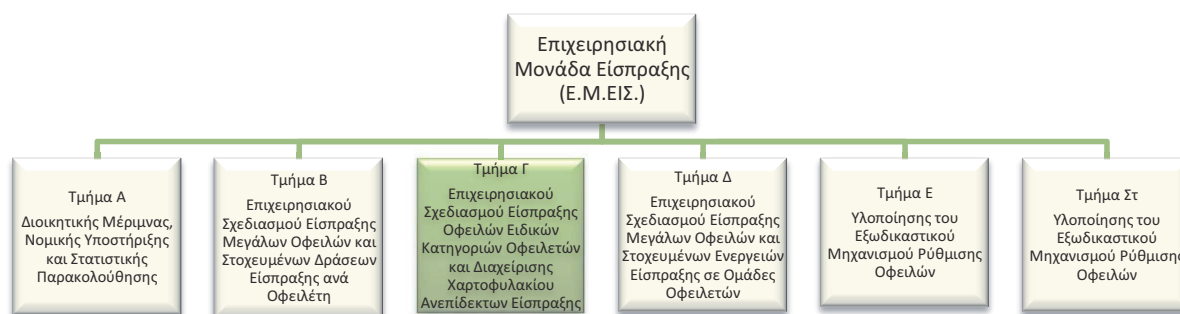 Επιχειρησιακή
Μονάδα Είσπραξης
(Ε.Μ.ΕΙΣ.)
Τμήμα Α
Διοικητικής Μέριμνας,
Νομικής Υποστήριξης
και Στατιστικής
Παρακολούθησης
Τμήμα Β
Επιχειρησιακού
Σχεδιασμού Είσπραξης
Μεγάλων Οφειλών και
Στοχευμένων Δράσεων
Είσπραξης ανά
Οφειλέτη
Τμήμα Γ
Επιχειρησιακού
Σχεδιασμού Είσπραξης
Οφειλών Ειδικών
Κατηγοριών Οφειλετών
και Διαχείρισης
Χαρτοφυλακίου
Ανεπίδεκτων Είσπραξης
Τμήμα Δ
Επιχειρησιακού
Σχεδιασμού Είσπραξης
Μεγάλων Οφειλών και
Στοχευμένων Ενεργειών
Είσπραξης σε Ομάδες
Οφειλετών
Τμήμα Ε
Υλοποίησης του
Εξωδικαστικού
Μηχανισμού Ρύθμισης
Οφειλών
Τμήμα Στ
Υλοποίησης του
Εξωδικαστικού
Μηχανισμού Ρύθμισης
Οφειλών